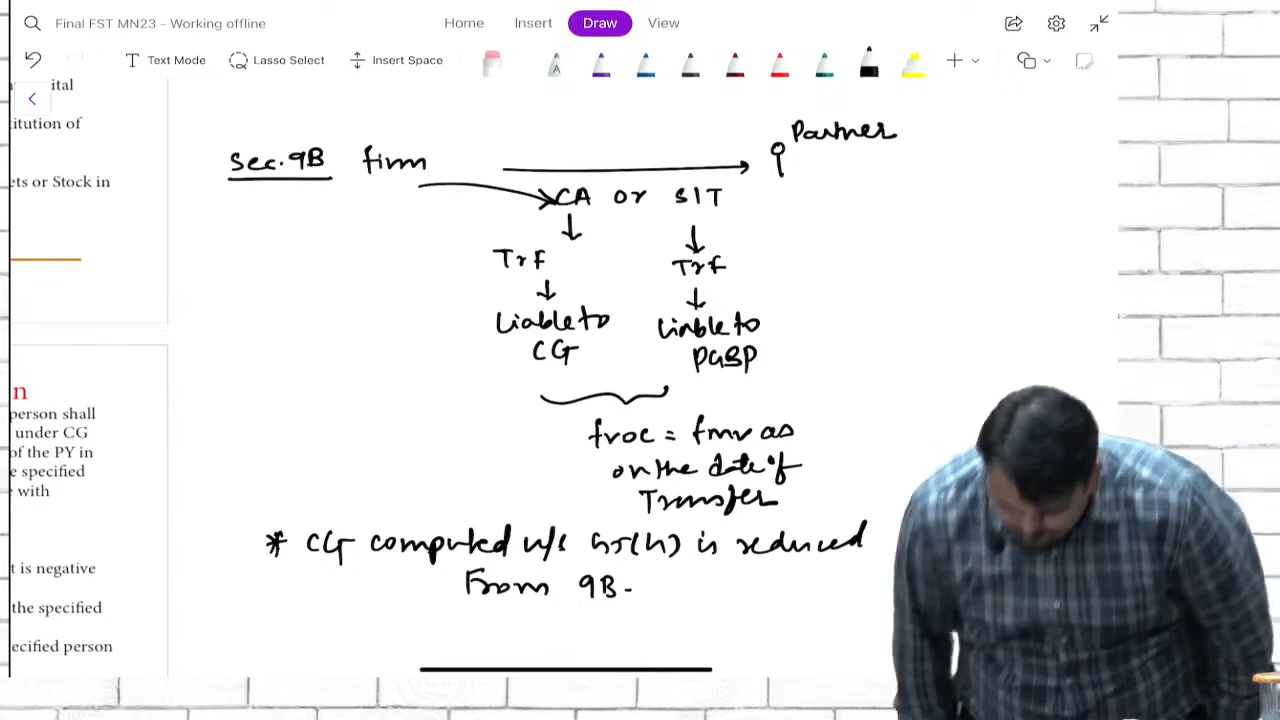 Final FST MN23 - Working offline
Home Insert Draw View
Text Mode Lasso Select Insert Space
ital
itution of
ets or Stock in
n
person shall
under CG
of the PY in
e specified
with
t is negative
the specified
ecified person
Sec. 9B firm Partner
CA or SIT
Trf Trf
Liable to Liable to
CG PGBP
fvoc = fmv as
on the date of
Transfer
* CG computed u/s 45(4) is reduced
From 9B.